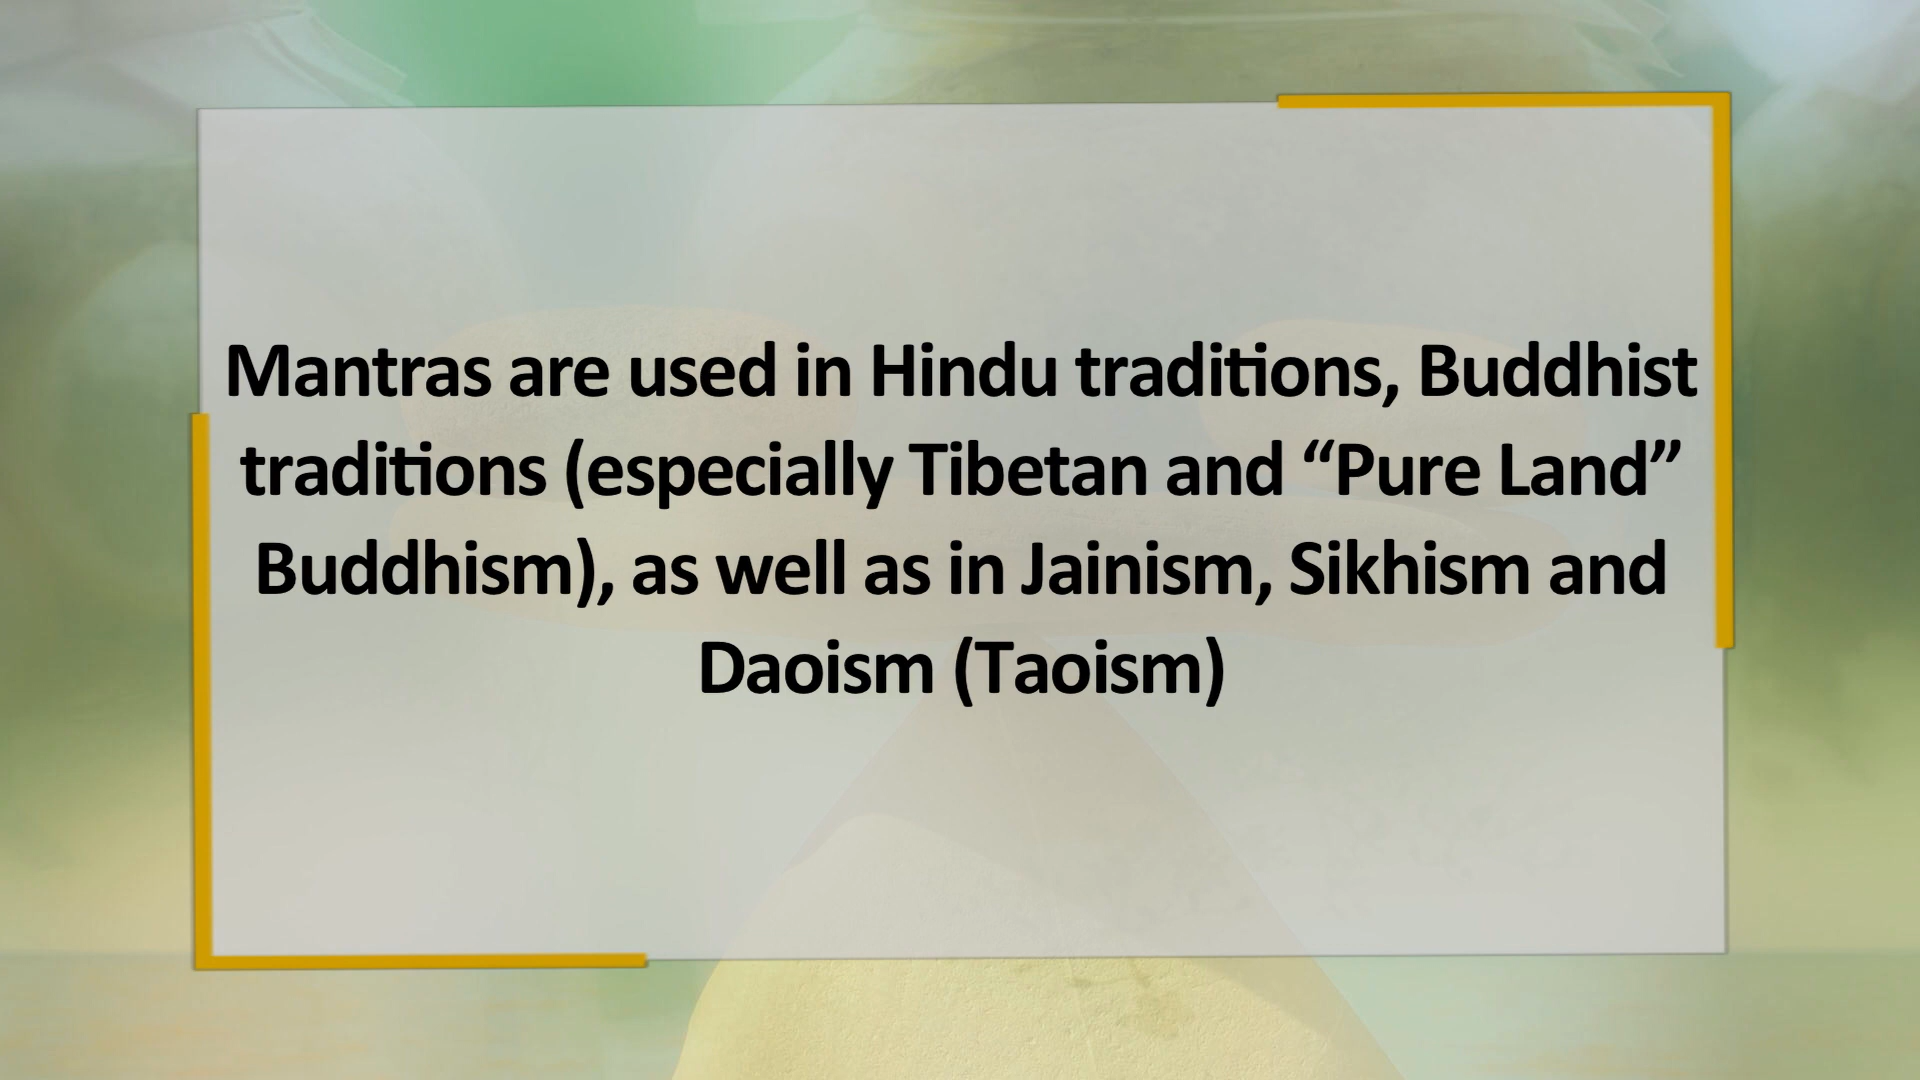 Mantras are used in Hindu traditions, Buddhist
traditions (especially Tibetan and “Pure Land”
Buddhism), as well as in Jainism, Sikhism and
Daoism (Taoism)